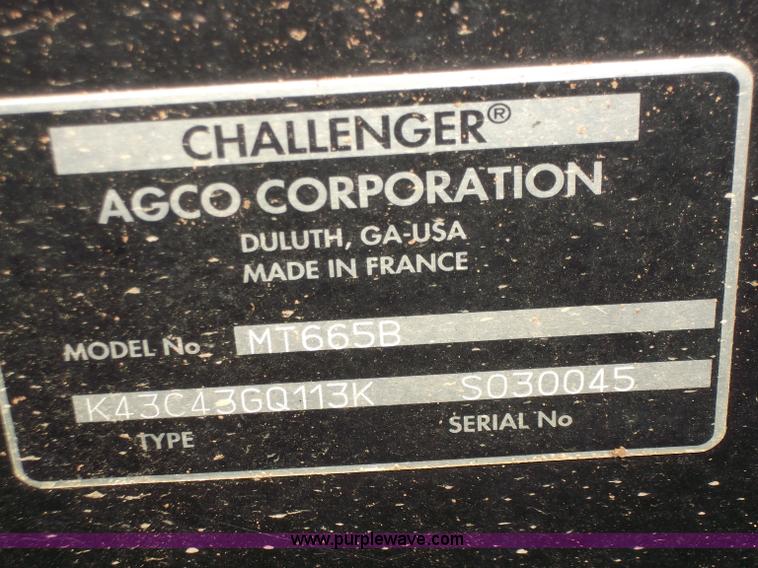 CHALLENGER®
AGCO CORPORATION
DULUTH, GA-USA
MADE IN FRANCE
MODEL No MT665B
K43C43GQ113K S030045
TYPE SERIAL No
www.purplewave.com